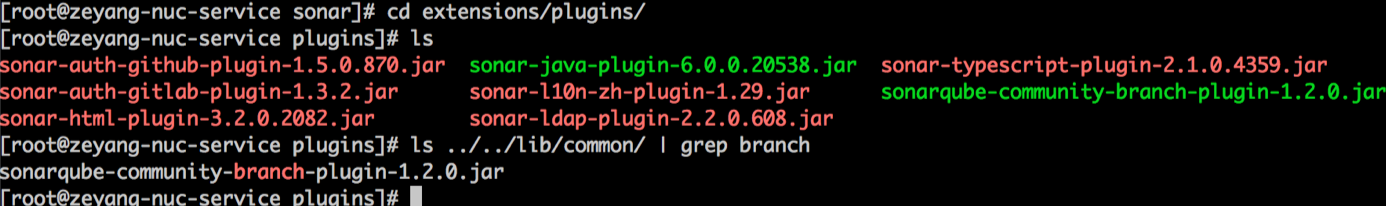 [root@zeyang-nuc-service sonar]# cd extensions/plugins/
[root@zeyang-nuc-service plugins]# ls
sonar-auth-github-plugin-1.5.0.870.jar  sonar-java-plugin-6.0.0.20538.jar  sonar-typescript-plugin-2.1.0.4359.jar
sonar-auth-gitlab-plugin-1.3.2.jar      sonar-l10n-zh-plugin-1.29.jar      sonarqube-community-branch-plugin-1.2.0.jar
sonar-html-plugin-3.2.0.2082.jar        sonar-ldap-plugin-2.2.0.608.jar
[root@zeyang-nuc-service plugins]# ls ../../lib/common/ | grep branch
sonarqube-community-branch-plugin-1.2.0.jar
[root@zeyang-nuc-service plugins]#